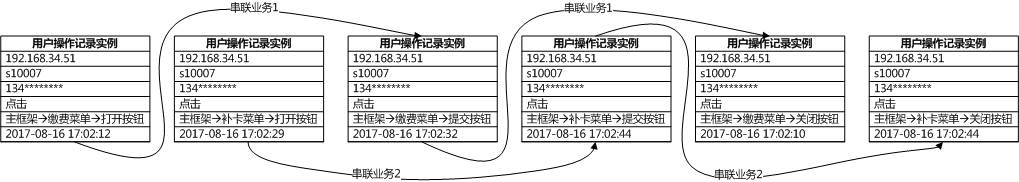 串联业务1
串联业务1
用户操作记录实例
192.168.34.51
s10007
134********
点击
主框架→缴费菜单→打开按钮
2017-08-16 17:02:12
用户操作记录实例
192.168.34.51
s10007
134********
点击
主框架→补卡菜单→打开按钮
2017-08-16 17:02:29
用户操作记录实例
192.168.34.51
s10007
134********
点击
主框架→缴费菜单→提交按钮
2017-08-16 17:02:32
用户操作记录实例
192.168.34.51
s10007
134********
点击
主框架→补卡菜单→提交按钮
2017-08-16 17:02:44
用户操作记录实例
192.168.34.51
s10007
134********
点击
主框架→缴费菜单→关闭按钮
2017-08-16 17:02:10
用户操作记录实例
192.168.34.51
s10007
134********
点击
主框架→补卡菜单→关闭按钮
2017-08-16 17:02:44
串联业务2
串联业务2